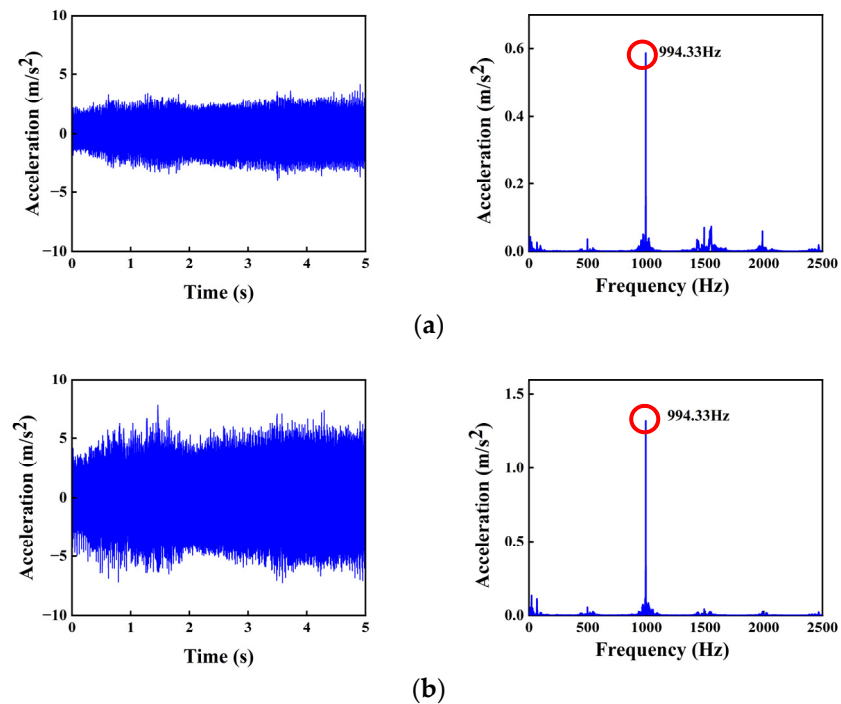 10
5
0
−5
−10
0 1 2 3 4 5
Acceleration (m/s²)
Time (s)
0.6
0.4
0.2
0.0
0 500 1000 1500 2000 2500
Acceleration (m/s²)
Frequency (Hz)
994.33Hz
(a)
10
5
0
−5
−10
0 1 2 3 4 5
Acceleration (m/s²)
Time (s)
1.5
1.0
0.5
0.0
0 500 1000 1500 2000 2500
Acceleration (m/s²)
Frequency (Hz)
994.33Hz
(b)